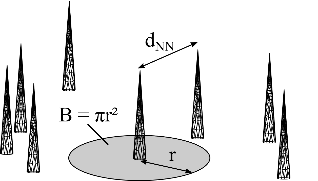 d_NN
B = πr²
r